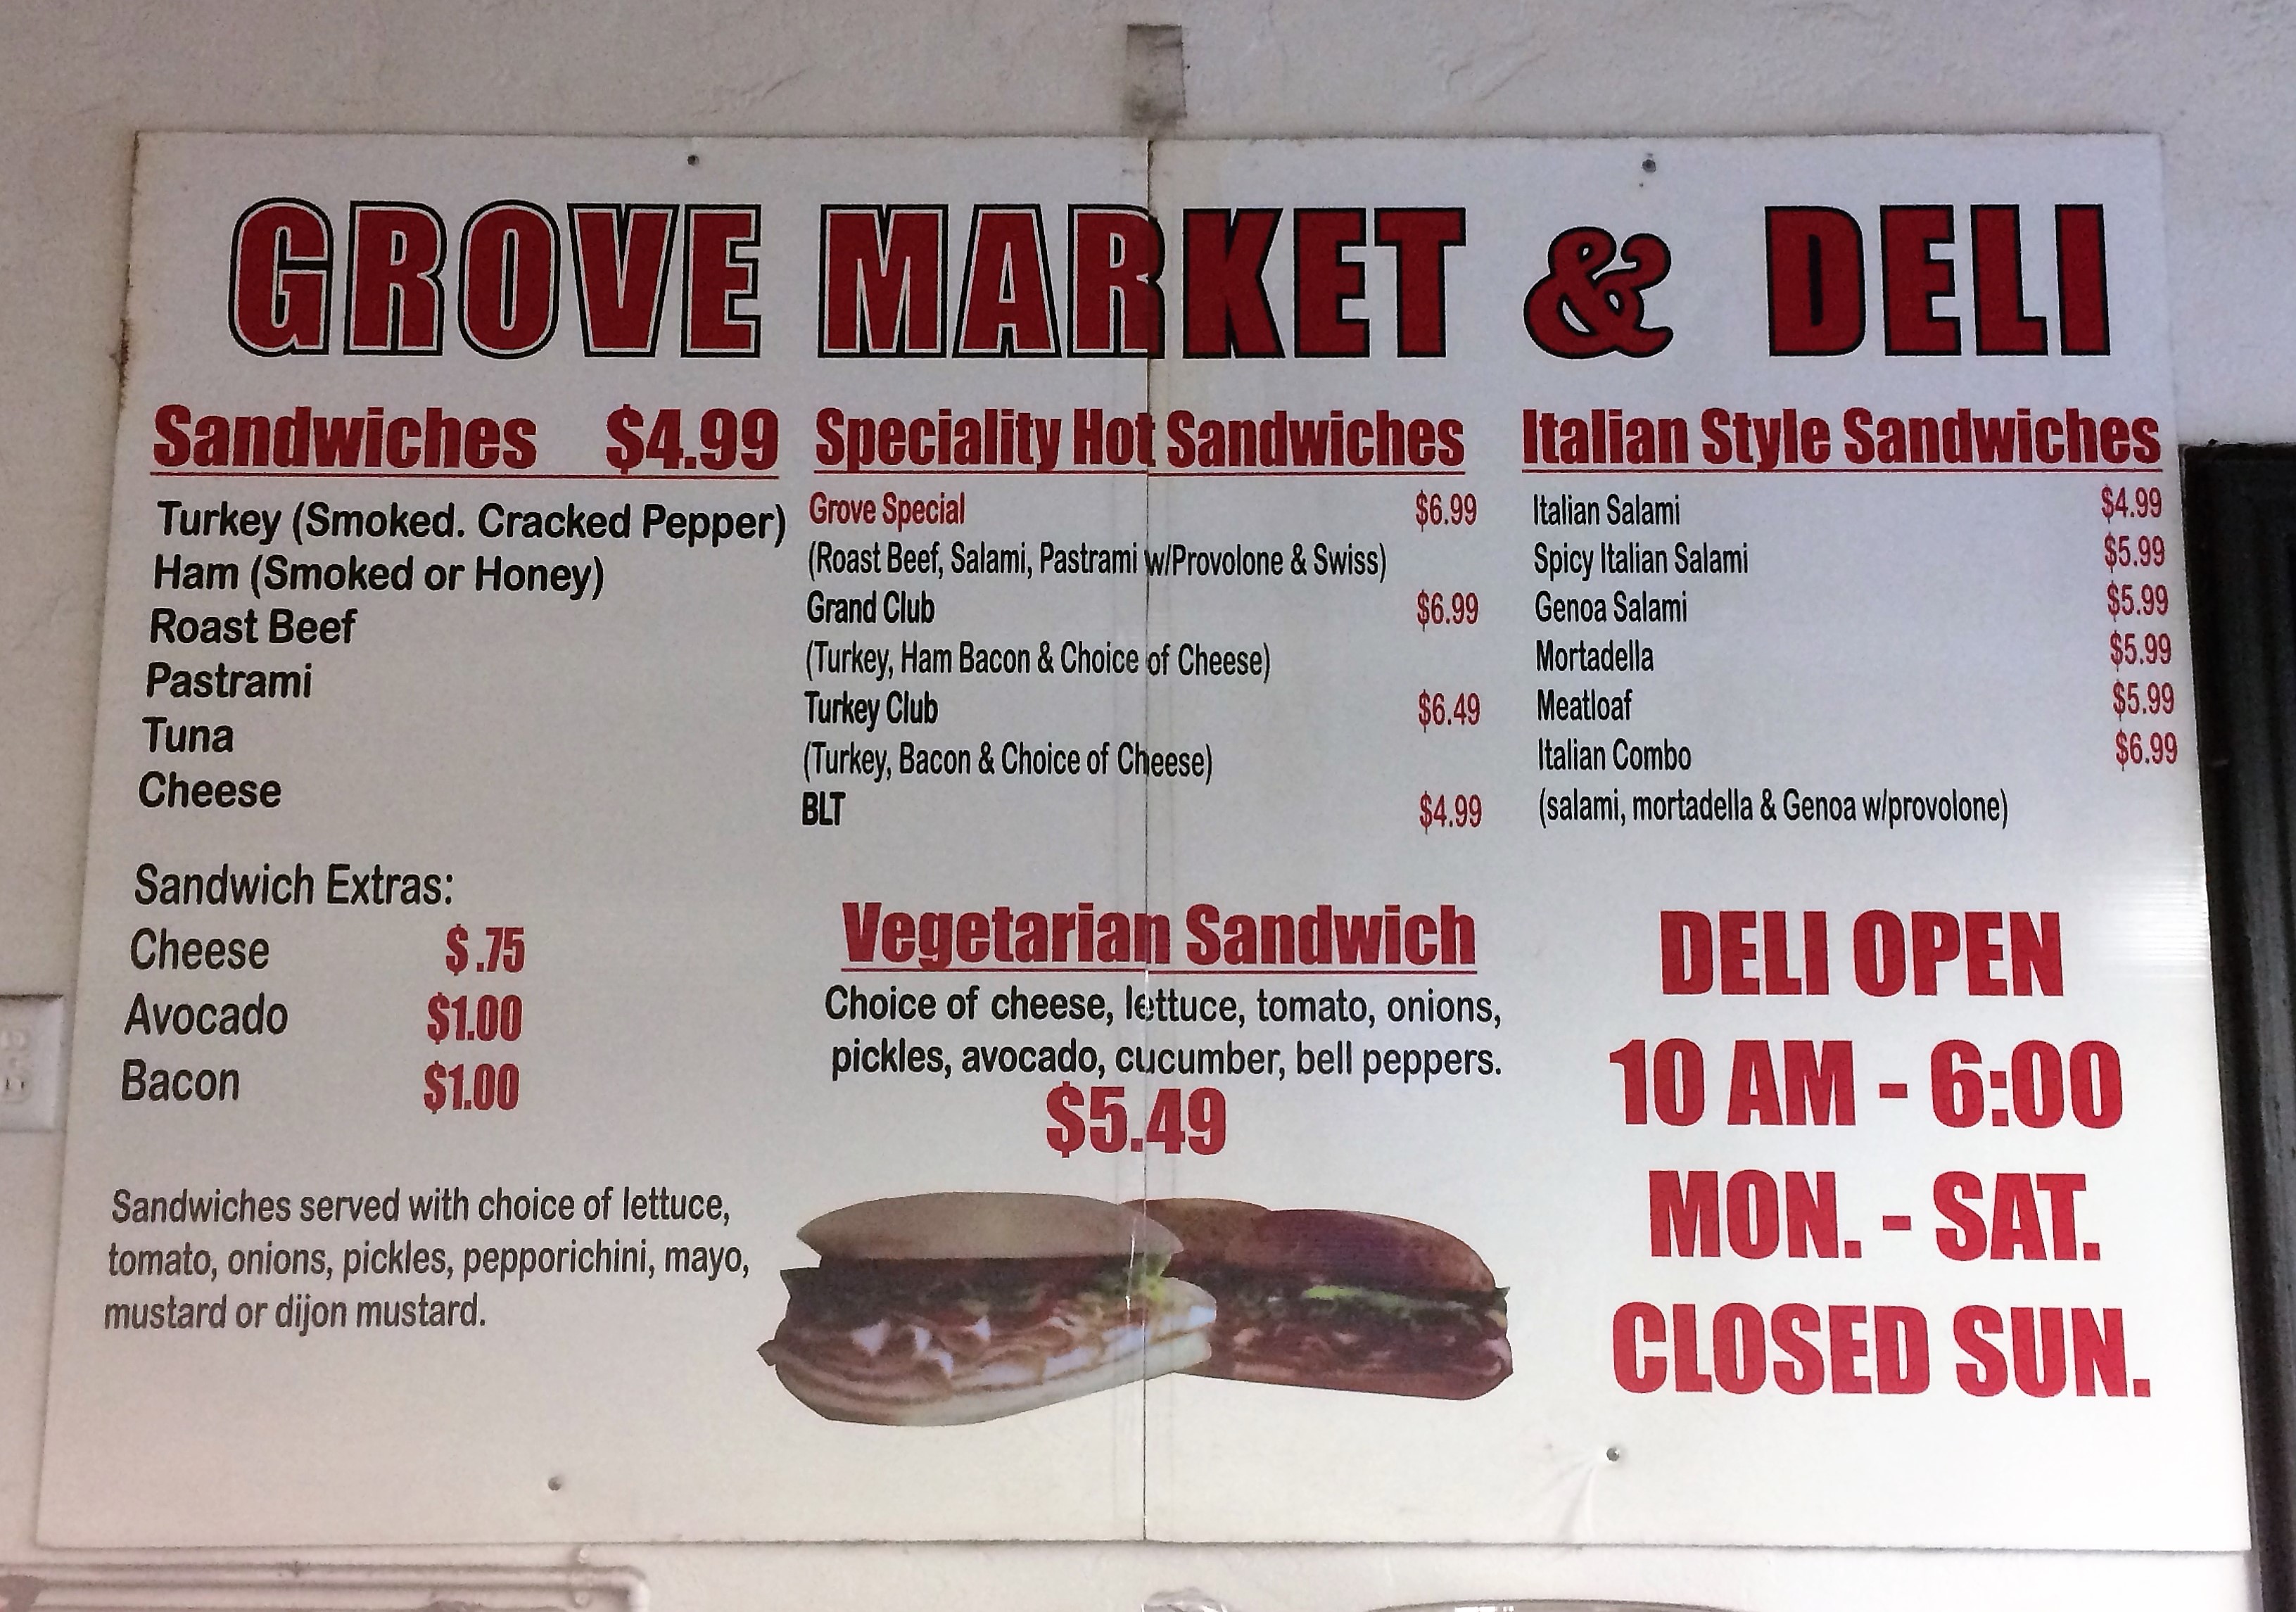 GROVE MARKET & DELI
Sandwiches $4.99
Turkey (Smoked. Cracked Pepper)
Ham (Smoked or Honey)
Roast Beef
Pastrami
Tuna
Cheese
Sandwich Extras:
Cheese $.75
Avocado $1.00
Bacon $1.00
Sandwiches served with choice of lettuce,
tomato, onions, pickles, pepporichini, mayo,
mustard or dijon mustard.
Speciality Hot Sandwiches
Grove Special $6.99
(Roast Beef, Salami, Pastrami w/Provolone & Swiss)
Grand Club $6.99
(Turkey, Ham Bacon & Choice of Cheese)
Turkey Club $6.49
(Turkey, Bacon & Choice of Cheese)
BLT $4.99
Vegetarian Sandwich
Choice of cheese, lettuce, tomato, onions,
pickles, avocado, cucumber, bell peppers.
$5.49
Italian Style Sandwiches
Italian Salami $4.99
Spicy Italian Salami $5.99
Genoa Salami $5.99
Mortadella $5.99
Meatloaf $5.99
Italian Combo $6.99
(salami, mortadella & Genoa w/provolone)
DELI OPEN
10 AM - 6:00
MON. - SAT.
CLOSED SUN.